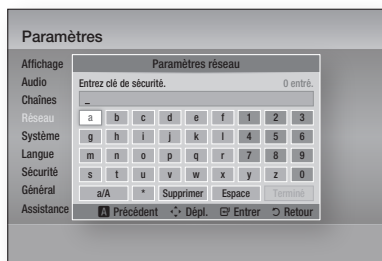 Paramètres
Affichage
Audio
Chaînes
Réseau
Système
Langue
Sécurité
Général
Assistance
Paramètres réseau
Entrez clé de sécurité. 0 entré.
_
a b c d e f 1 2 3
g h i j k l 4 5 6
m n o p q r 7 8 9
s t u v w x y z 0
a/A * Supprimer Espace Terminé
A Précédent Dépl. Entrer Retour